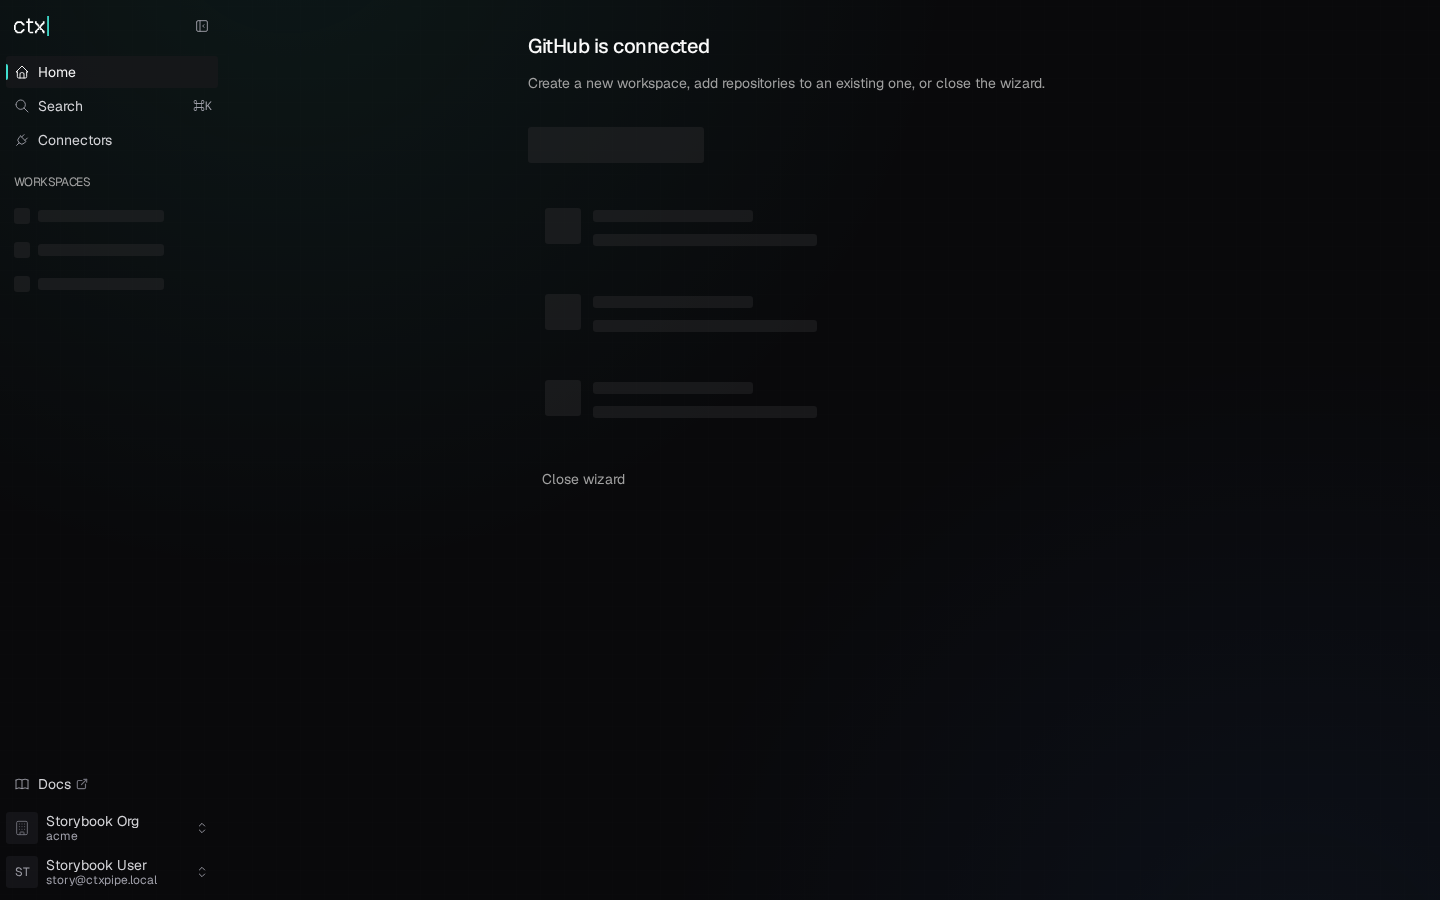 ctx
Home
Search ⌘K
Connectors
WORKSPACES
GitHub is connected
Create a new workspace, add repositories to an existing one, or close the wizard.
Close wizard
Docs
Storybook Org
acme
ST
Storybook User
story@ctxpipe.local